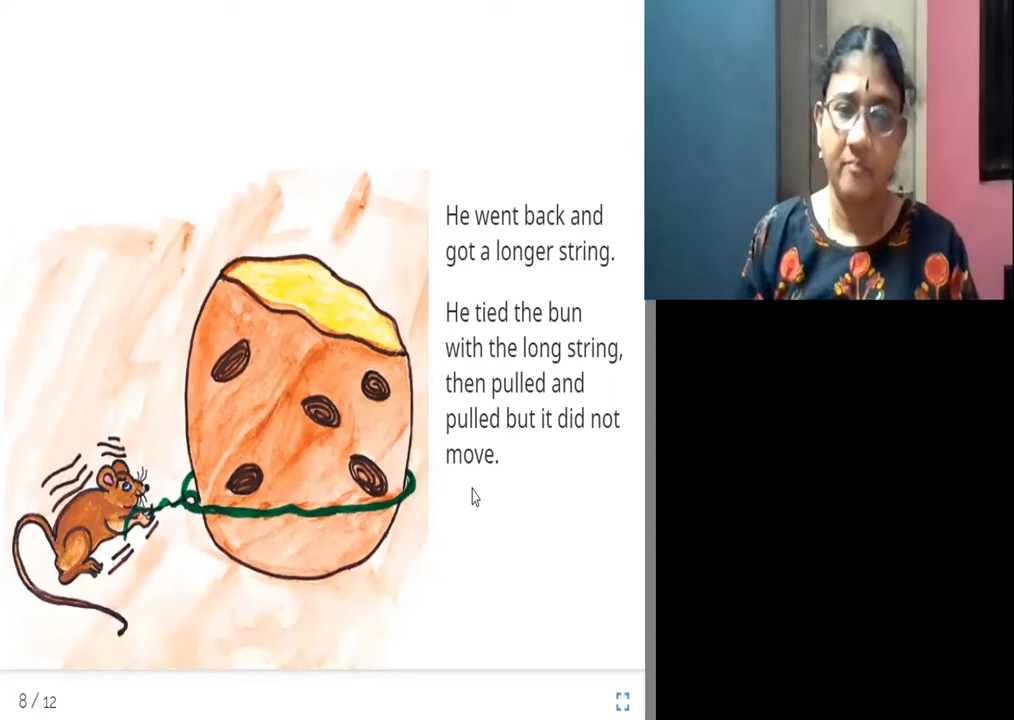 He went back and
got a longer string.
He tied the bun
with the long string,
then pulled and
pulled but it did not
move.
8 / 12